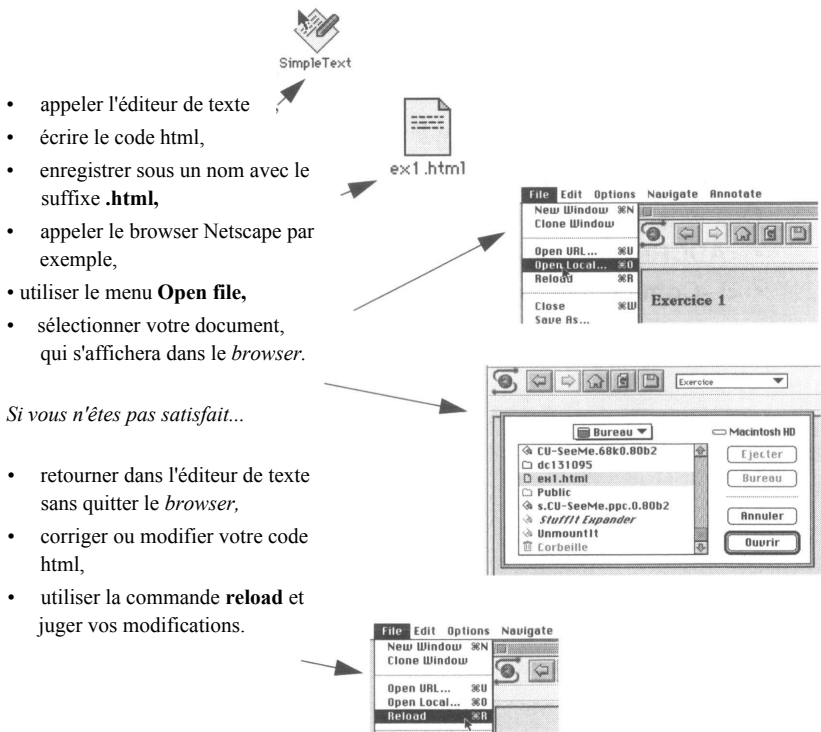 SimpleText
• appeler l'éditeur de texte ,
• écrire le code html,
ex1.html
• enregistrer sous un nom avec le
suffixe .html,
• appeler le browser Netscape par
exemple,
• utiliser le menu Open file,
• sélectionner votre document,
qui s'affichera dans le browser.
File Edit Options Navigate Annotate
New Window ⌘N
Clone Window
Open URL... ⌘U
Open Local... ⌘O
Reload ⌘R
Close ⌘W
Save As...
Exercice 1
Exercice
Bureau
Macintosh HD
CU-SeeMe.68k0.80b2
dc131095
ex1.html
Public
s.CU-SeeMe.ppc.0.80b2
StuffIt Expander
UnmountIt
Corbeille
Ejecter
Bureau
Annuler
Ouvrir
Si vous n'êtes pas satisfait...
• retourner dans l'éditeur de texte
sans quitter le browser,
• corriger ou modifier votre code
html,
• utiliser la commande reload et
juger vos modifications.
File Edit Options Navigate
New Window ⌘N
Clone Window
Open URL... ⌘U
Open Local... ⌘O
Reload ⌘R